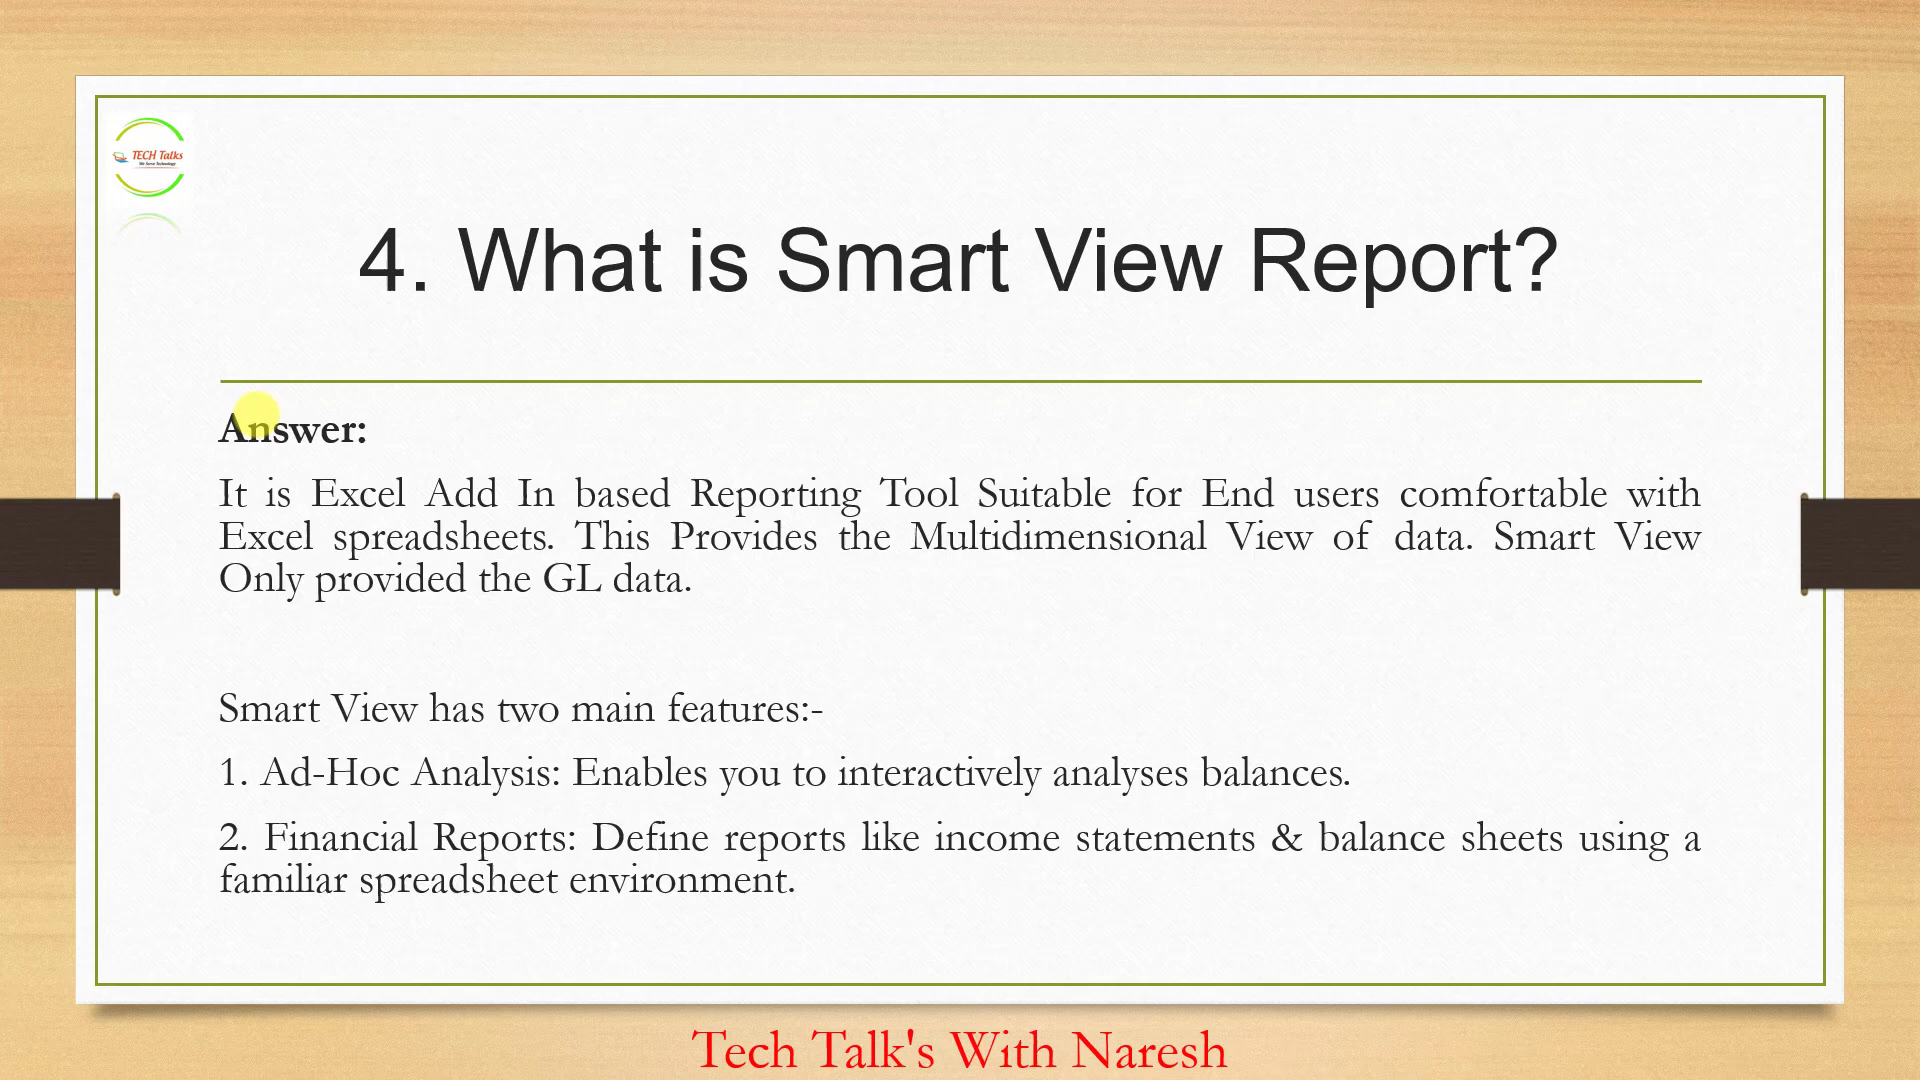 TECH Talks
We Serve Technology
4. What is Smart View Report?
Answer:
It is Excel Add In based Reporting Tool Suitable for End users comfortable with
Excel spreadsheets. This Provides the Multidimensional View of data. Smart View
Only provided the GL data.
Smart View has two main features:-
1. Ad-Hoc Analysis: Enables you to interactively analyses balances.
2. Financial Reports: Define reports like income statements & balance sheets using a
familiar spreadsheet environment.
Tech Talk's With Naresh